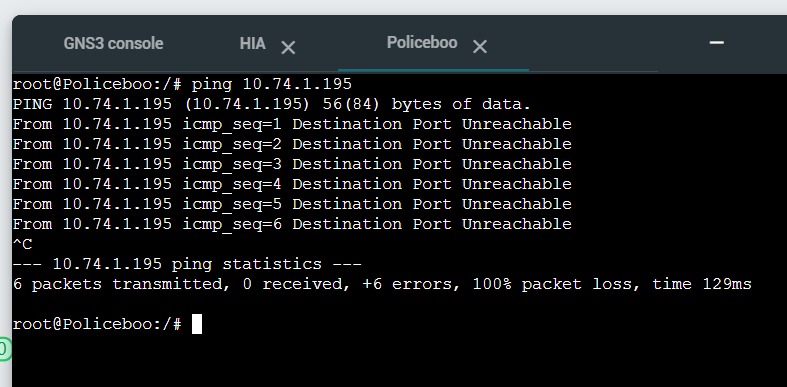 GNS3 console HIA Policeboo
root@Policeboo:/# ping 10.74.1.195
PING 10.74.1.195 (10.74.1.195) 56(84) bytes of data.
From 10.74.1.195 icmp_seq=1 Destination Port Unreachable
From 10.74.1.195 icmp_seq=2 Destination Port Unreachable
From 10.74.1.195 icmp_seq=3 Destination Port Unreachable
From 10.74.1.195 icmp_seq=4 Destination Port Unreachable
From 10.74.1.195 icmp_seq=5 Destination Port Unreachable
From 10.74.1.195 icmp_seq=6 Destination Port Unreachable
^C
--- 10.74.1.195 ping statistics ---
6 packets transmitted, 0 received, +6 errors, 100% packet loss, time 129ms
root@Policeboo:/#